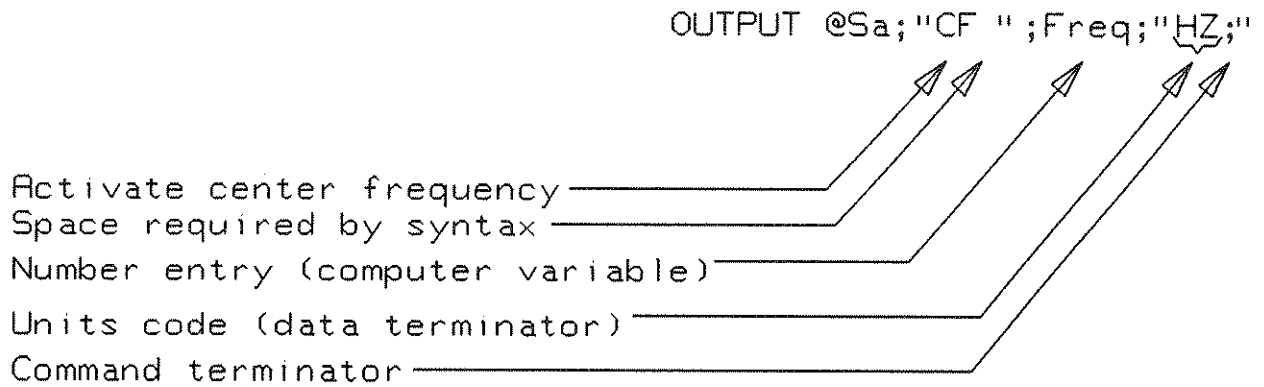 OUTPUT @Sa;"CF ";Freq;"HZ;"
Activate center frequency
Space required by syntax
Number entry (computer variable)
Units code (data terminator)
Command terminator